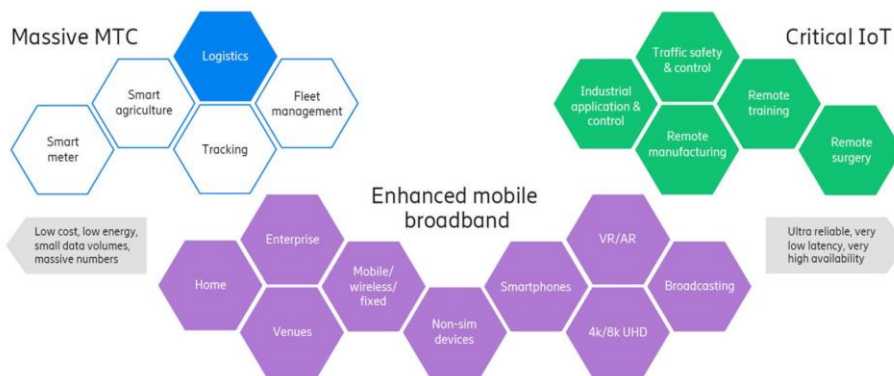 Massive MTC
Logistics
Smart
agriculture
Fleet
management
Smart
meter
Tracking
Critical IoT
Traffic safety
& control
Industrial
application &
control
Remote
training
Remote
manufacturing
Remote
surgery
Enhanced mobile
broadband
Low cost, low energy,
small data volumes,
massive numbers
Ultra reliable, very
low latency, very
high availability
Enterprise
Home
Mobile/
wireless/
fixed
Venues
Non-sim
devices
Smartphones
VR/AR
Broadcasting
4k/8k UHD